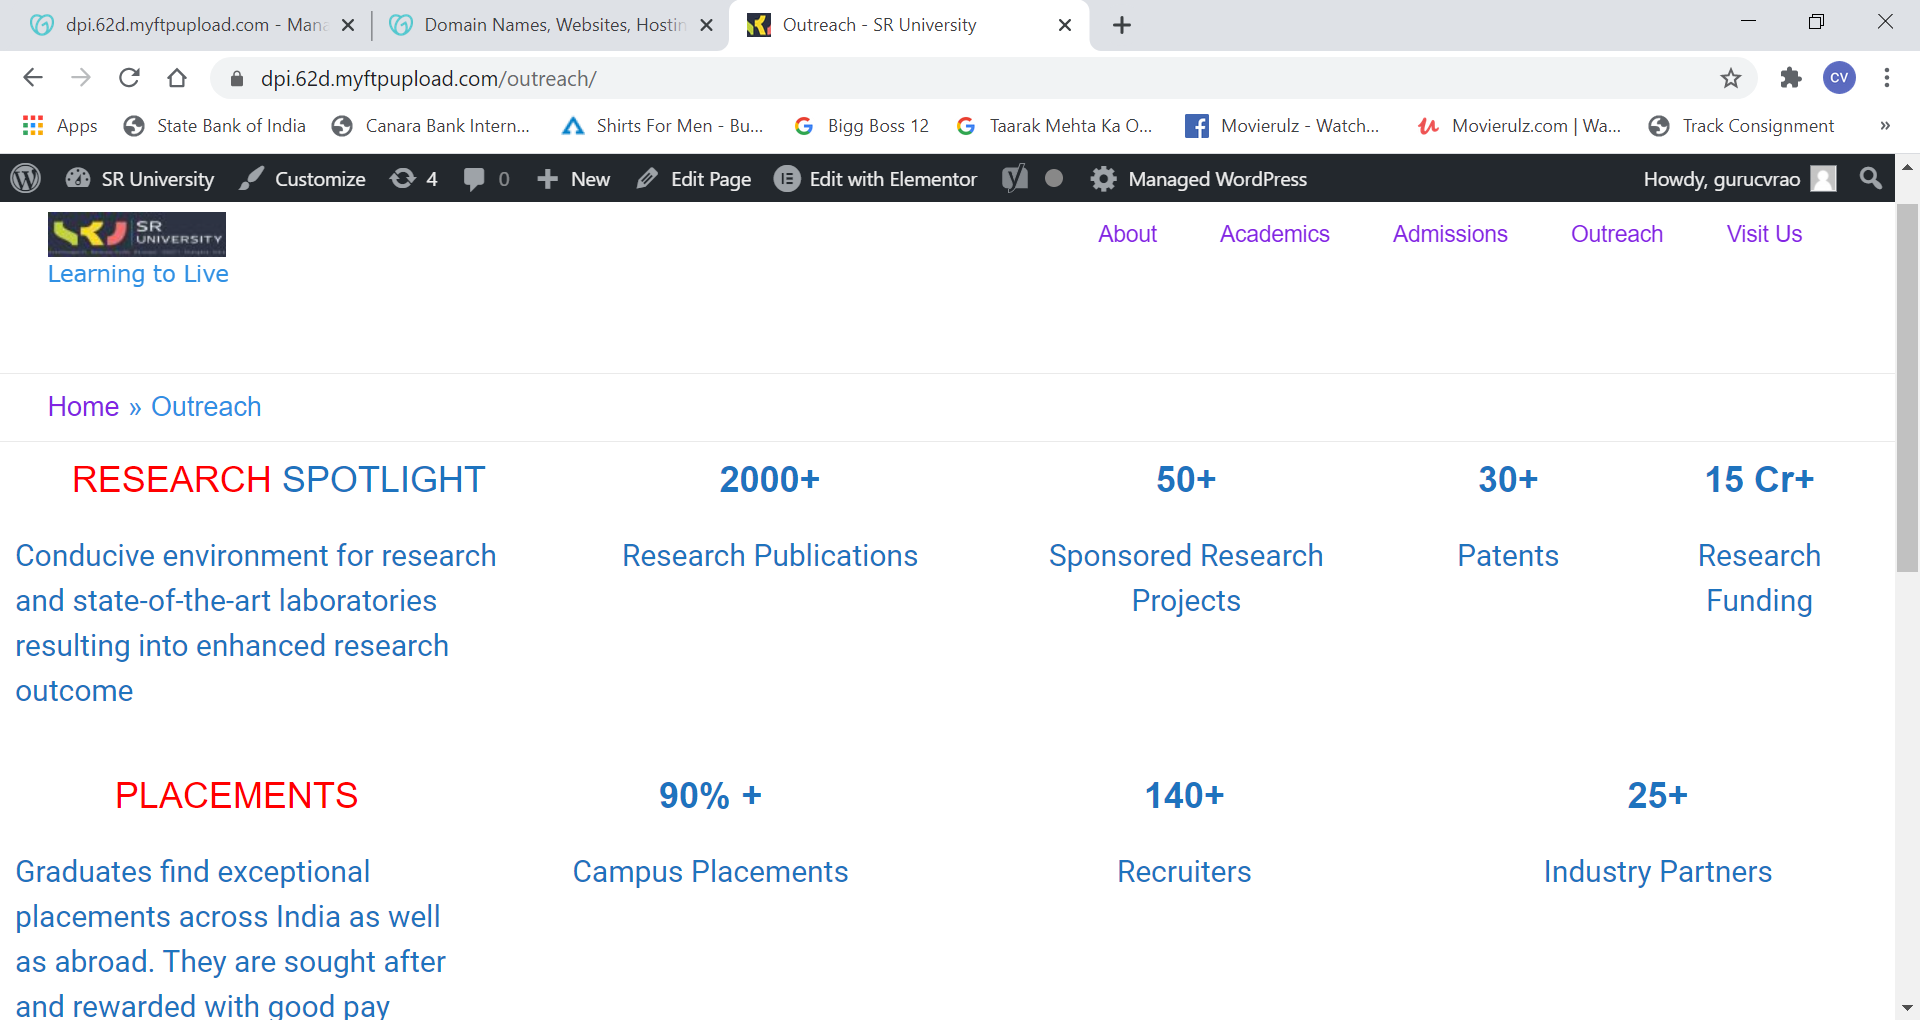 dpi.62d.myftpupload.com - Mana
Domain Names, Websites, Hostin
Outreach - SR University
dpi.62d.myftpupload.com/outreach/
CV
Apps
State Bank of India
Canara Bank Intern...
Shirts For Men - Bu...
Bigg Boss 12
Taarak Mehta Ka O...
Movierulz - Watch...
Movierulz.com | Wa...
Track Consignment
»
SR University
Customize
4
0
New
Edit Page
Edit with Elementor
Managed WordPress
Howdy, gurucvrao
SR
UNIVERSITY
Learning to Live
About
Academics
Admissions
Outreach
Visit Us
Home » Outreach
RESEARCH SPOTLIGHT
Conducive environment for research
and state-of-the-art laboratories
resulting into enhanced research
outcome
2000+
Research Publications
50+
Sponsored Research
Projects
30+
Patents
15 Cr+
Research
Funding
PLACEMENTS
Graduates find exceptional
placements across India as well
as abroad. They are sought after
and rewarded with good pay
90% +
Campus Placements
140+
Recruiters
25+
Industry Partners